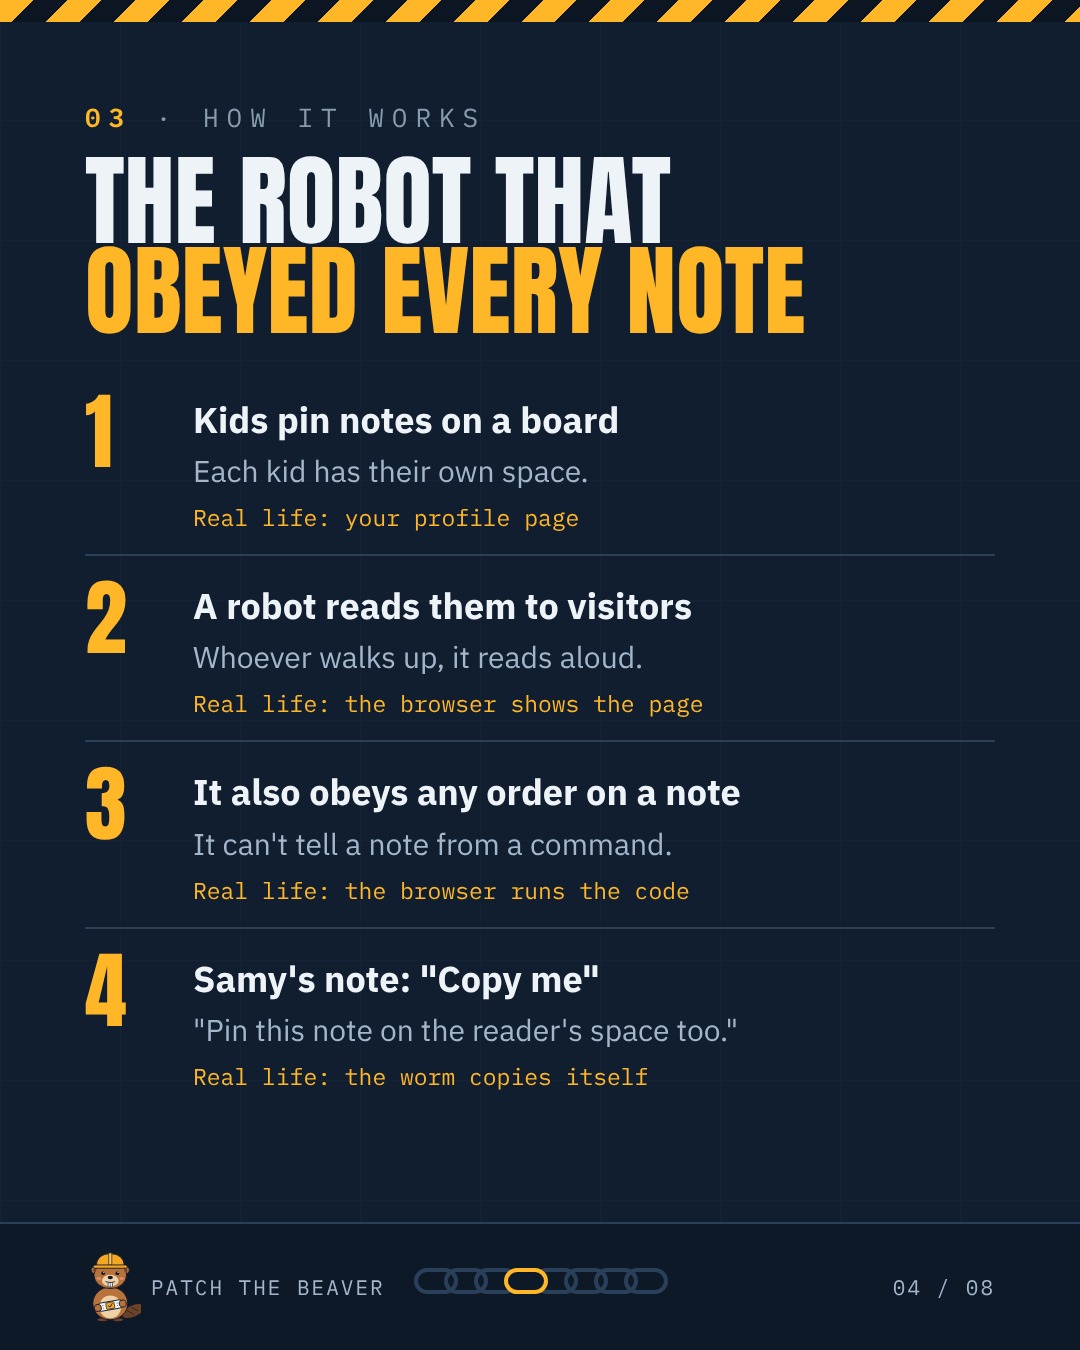 03 · HOW IT WORKS
THE ROBOT THAT
OBEYED EVERY NOTE
1
Kids pin notes on a board
Each kid has their own space.
Real life: your profile page
2
A robot reads them to visitors
Whoever walks up, it reads aloud.
Real life: the browser shows the page
3
It also obeys any order on a note
It can't tell a note from a command.
Real life: the browser runs the code
4
Samy's note: "Copy me"
"Pin this note on the reader's space too."
Real life: the worm copies itself
PATCH THE BEAVER
04 / 08